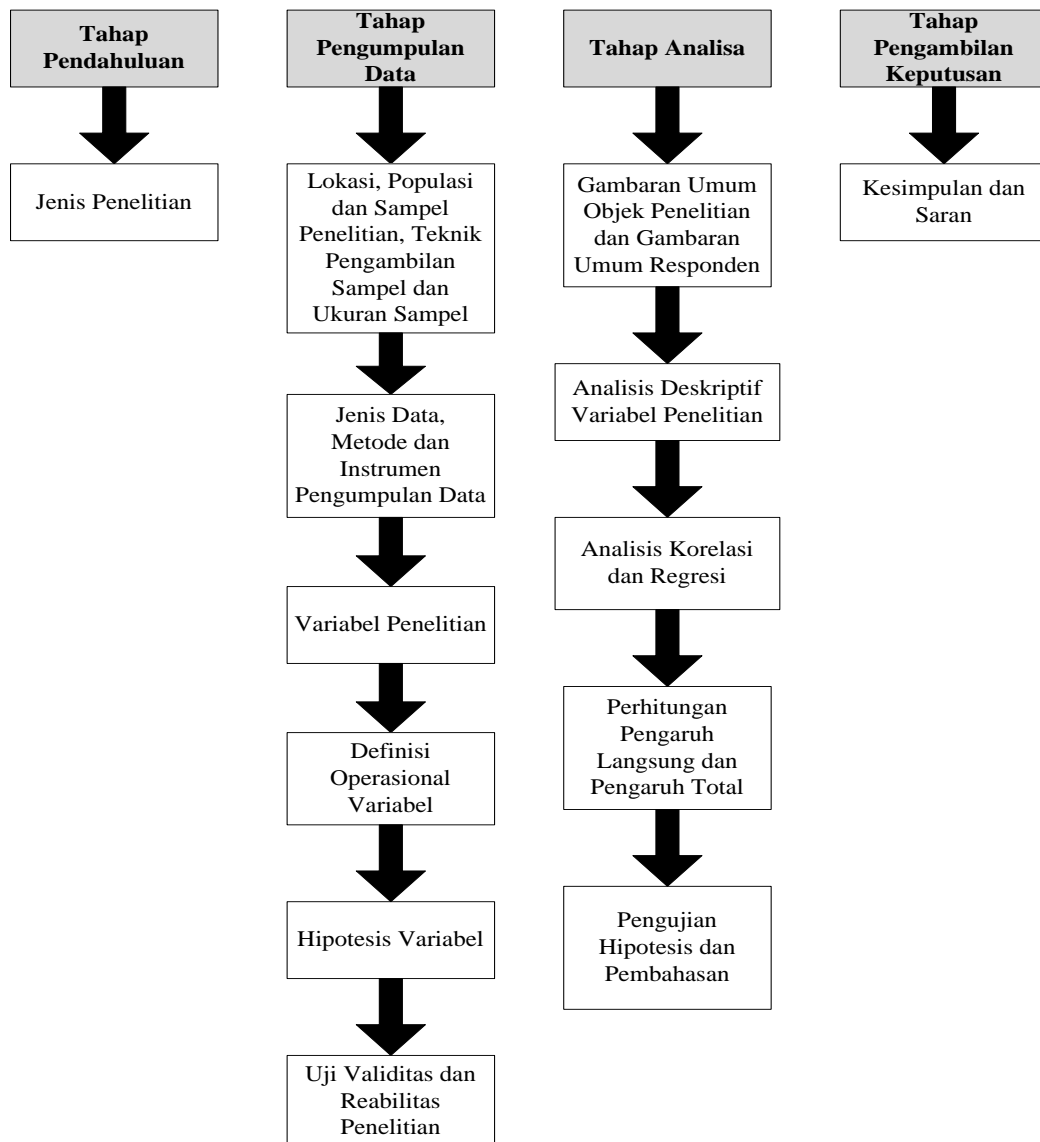 Tahap
Pendahuluan
Jenis Penelitian
Tahap
Pengumpulan
Data
Lokasi, Populasi
dan Sampel
Penelitian, Teknik
Pengambilan
Sampel dan
Ukuran Sampel
Jenis Data,
Metode dan
Instrumen
Pengumpulan Data
Variabel Penelitian
Definisi
Operasional
Variabel
Hipotesis Variabel
Uji Validitas dan
Reabilitas
Penelitian
Tahap Analisa
Gambaran Umum
Objek Penelitian
dan Gambaran
Umum Responden
Analisis Deskriptif
Variabel Penelitian
Analisis Korelasi
dan Regresi
Perhitungan
Pengaruh
Langsung dan
Pengaruh Total
Pengujian
Hipotesis dan
Pembahasan
Tahap
Pengambilan
Keputusan
Kesimpulan dan
Saran